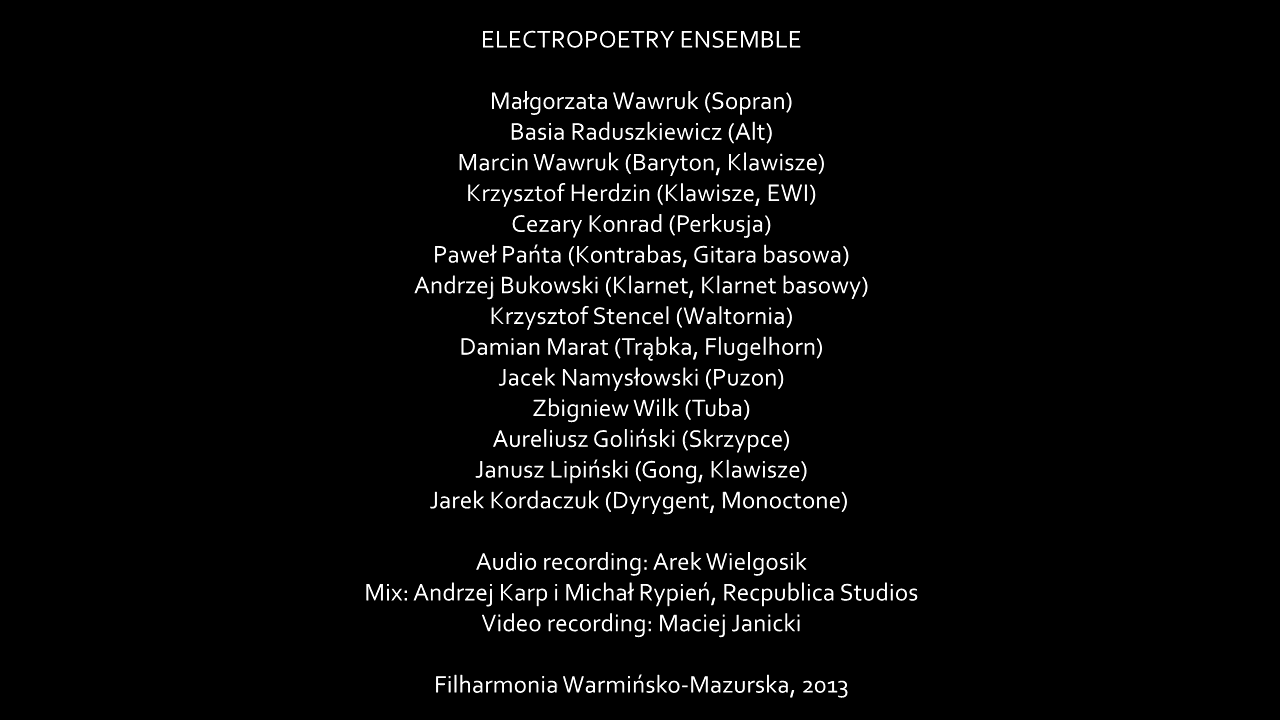 ELECTROPOETRY ENSEMBLE
Małgorzata Wawruk (Sopran)
Basia Raduszkiewicz (Alt)
Marcin Wawruk (Baryton, Klawisze)
Krzysztof Herdzin (Klawisze, EWI)
Cezary Konrad (Perkusja)
Paweł Pańta (Kontrabas, Gitara basowa)
Andrzej Bukowski (Klarnet, Klarnet basowy)
Krzysztof Stencel (Waltornia)
Damian Marat (Trąbka, Flugelhorn)
Jacek Namysłowski (Puzon)
Zbigniew Wilk (Tuba)
Aureliusz Goliński (Skrzypce)
Janusz Lipiński (Gong, Klawisze)
Jarek Kordaczuk (Dyrygent, Monoctone)
Audio recording: Arek Wielgosik
Mix: Andrzej Karp i Michał Rypień, Recpublica Studios
Video recording: Maciej Janicki
Filharmonia Warmińsko-Mazurska, 2013